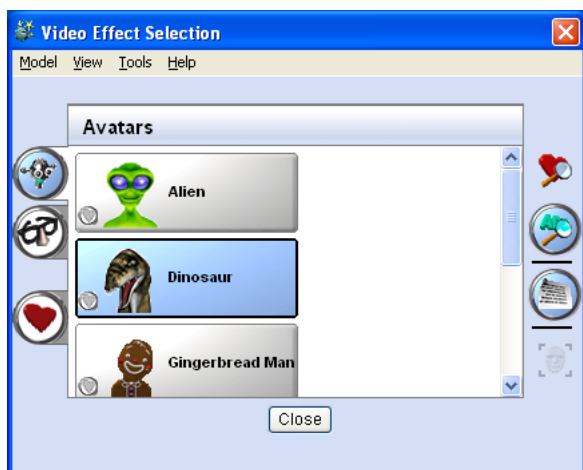 Video Effect Selection
Model View Tools Help
Avatars
Alien
Dinosaur
Gingerbread Man
Close